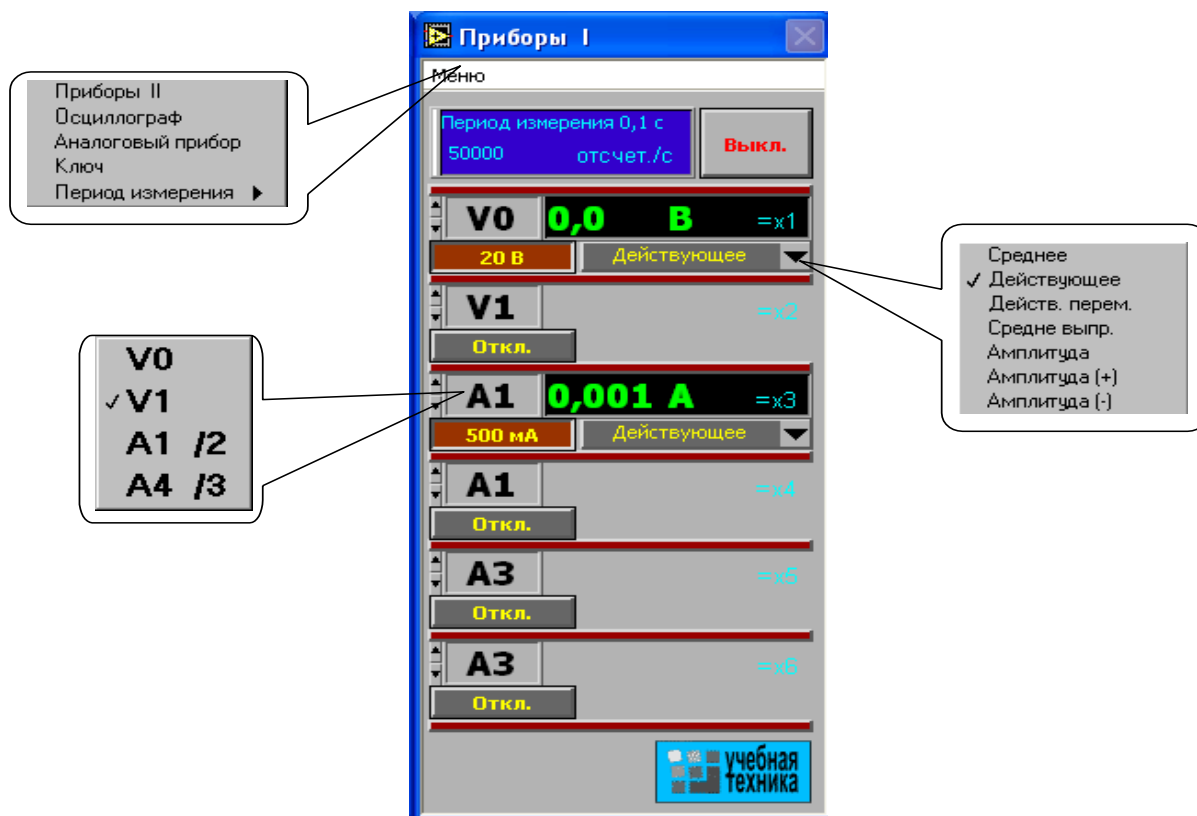 Приборы I
Меню
Приборы II
Осциллограф
Аналоговый прибор
Ключ
Период измерения
Период измерения 0,1 с
50000 отсчет./с
Выкл.
V0 0,0 В =x1
20 В Действующее
V1 =x2
Откл.
A1 0,001 А =x3
500 мА Действующее
A1 =x4
Откл.
A3 =x5
Откл.
A3 =x6
Откл.
учебная
техника
V0
✓ V1
A1 /2
A4 /3
Среднее
✓ Действующее
Действ. перем.
Средне выпр.
Амплитуда
Амплитуда (+)
Амплитуда (-)